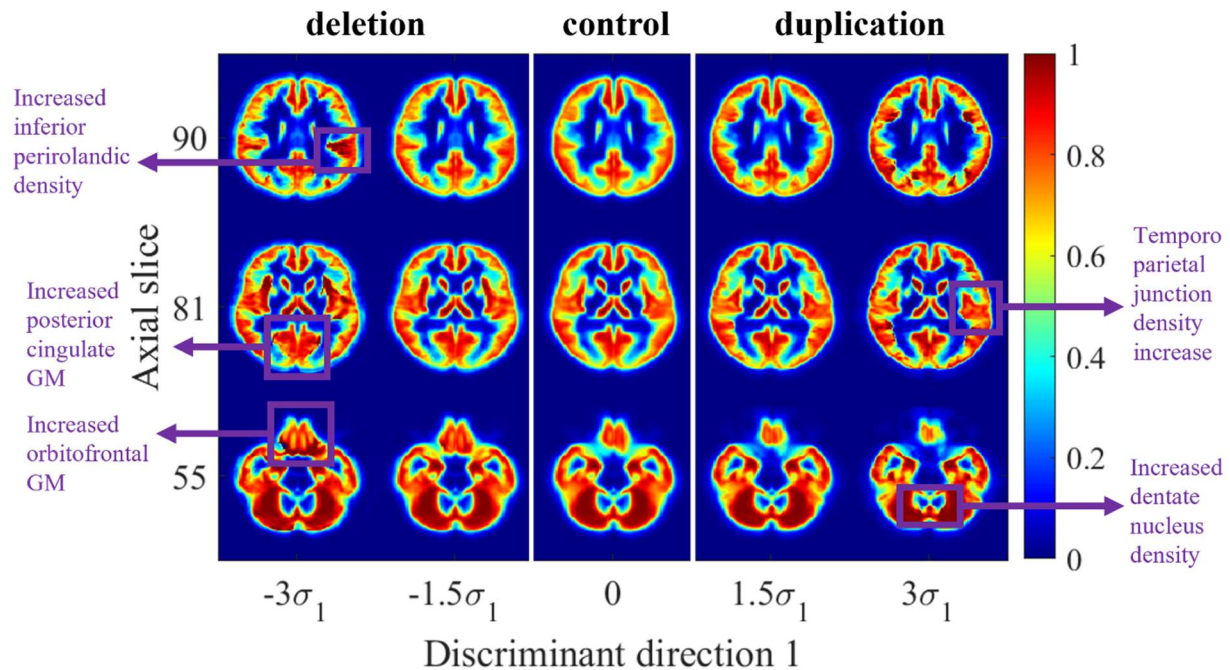 deletion control duplication
Increased
inferior
perirolandic
density
90
Increased
posterior
cingulate
GM
81
Axial slice
Increased
orbitofrontal
GM
55
1
0.8
0.6
0.4
0.2
0
Temporo
parietal
junction
density
increase
Increased
dentate
nucleus
density
-3σ1 -1.5σ1 0 1.5σ1 3σ1
Discriminant direction 1